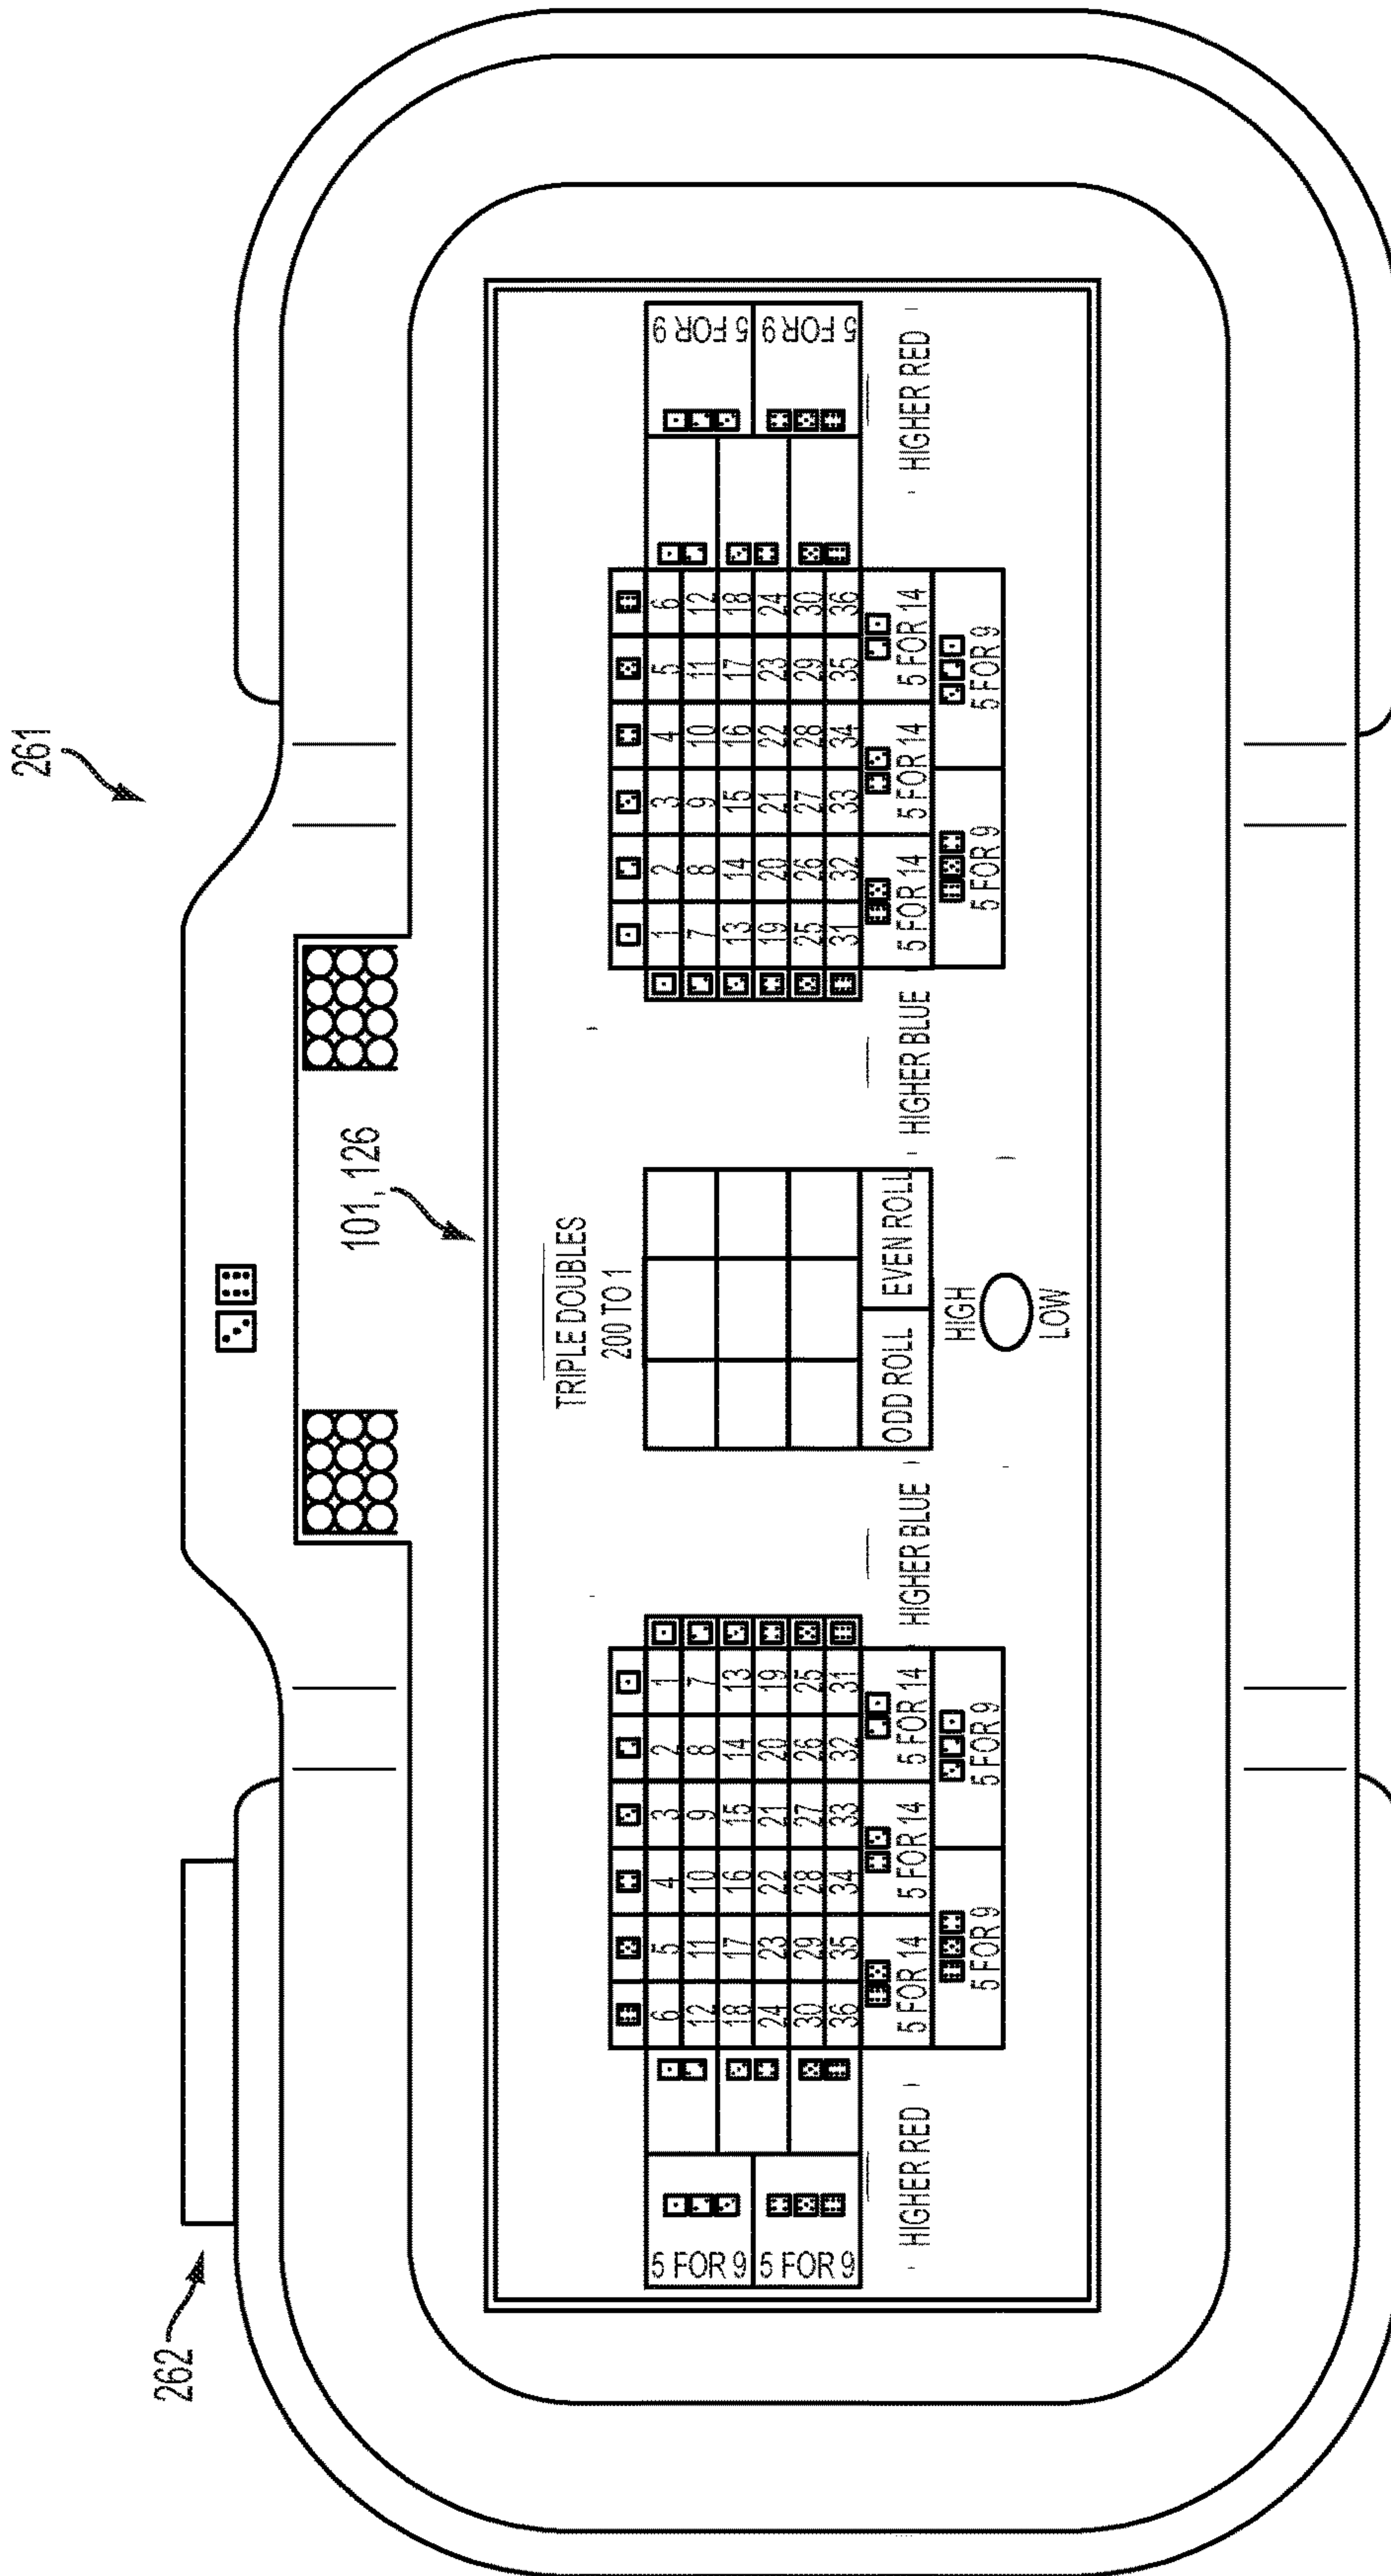 261
262
101, 126
TRIPLE DOUBLES
200 TO 1
5 FOR 9
6 5 4 3 2 1
12 11 10 9 8 7
18 17 16 15 14 13
5 FOR 9
24 23 22 21 20 19
30 29 28 27 26 25
36 35 34 33 32 31
1 2 3 4 5 6
7 8 9 10 11 12
13 14 15 16 17 18
19 20 21 22 23 24
25 26 27 28 29 30
31 32 33 34 35 36
5 FOR 9
5 FOR 9
HIGHER RED
5 FOR 14
5 FOR 14
5 FOR 14
HIGHER BLUE
ODD ROLL
EVEN ROLL
HIGHER BLUE
5 FOR 14
5 FOR 14
5 FOR 14
HIGHER RED
5 FOR 9
5 FOR 9
HIGH
LOW
5 FOR 9
5 FOR 9